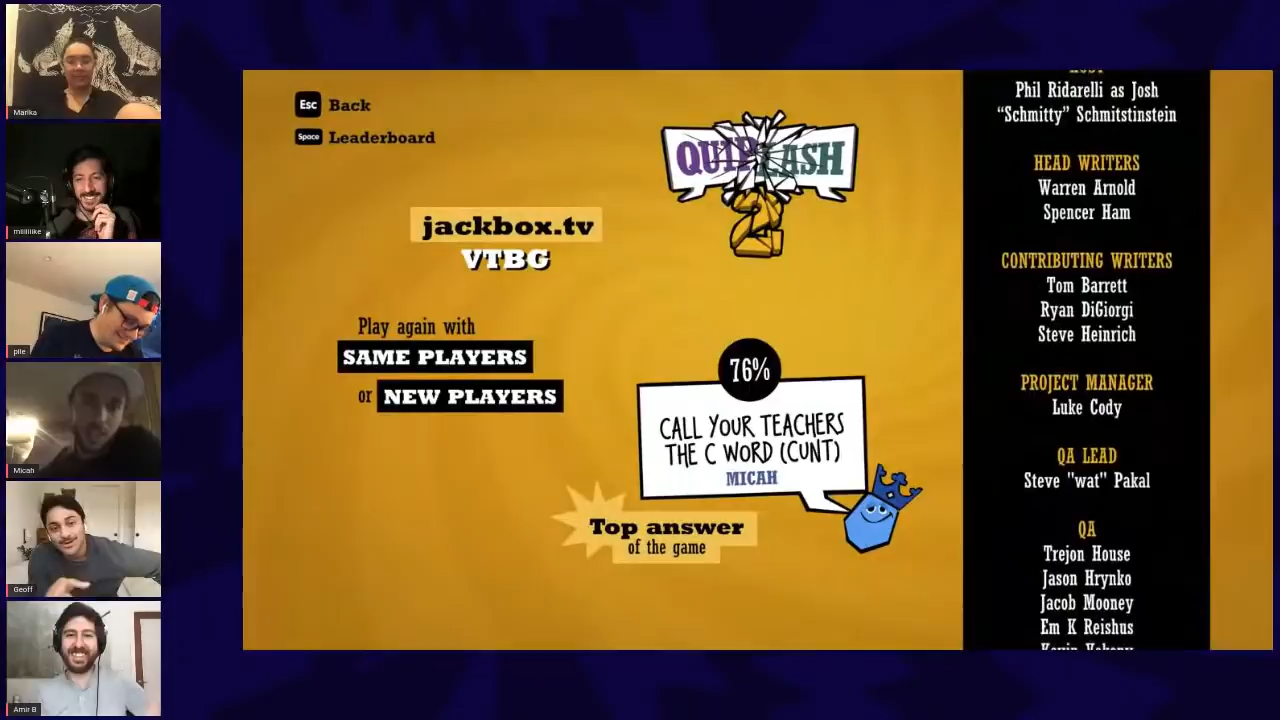 Marika
miiiiiike
pile
Micah
Geoff
Amir B
Esc Back
Space Leaderboard
QUIPLASH
2
jackbox.tv
VTBG
Play again with
SAME PLAYERS
or NEW PLAYERS
76%
CALL YOUR TEACHERS
THE C WORD (CUNT)
MICAH
Top answer
of the game
HOST
Phil Ridarelli as Josh
“Schmitty” Schmitstinstein
HEAD WRITERS
Warren Arnold
Spencer Ham
CONTRIBUTING WRITERS
Tom Barrett
Ryan DiGiorgi
Steve Heinrich
PROJECT MANAGER
Luke Cody
QA LEAD
Steve "wat" Pakal
QA
Trejon House
Jason Hrynko
Jacob Mooney
Em K Reishus